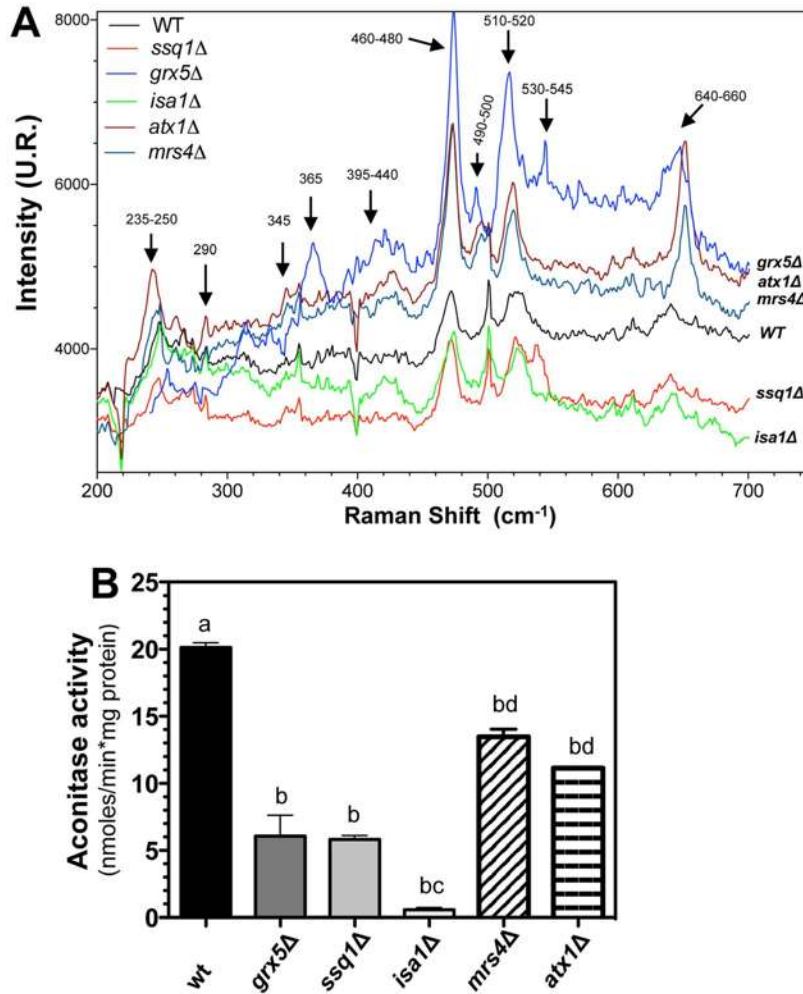 A
8000
6000
4000
Intensity (U.R.)
WT
ssq1Δ
grx5Δ
isa1Δ
atx1Δ
mrs4Δ
235-250
290
345
365
395-440
460-480
490-500
510-520
530-545
640-660
grx5Δ
atx1Δ
mrs4Δ
WT
ssq1Δ
isa1Δ
200 300 400 500 600 700
Raman Shift (cm-1)
B
Aconitase activity
(nmoles/min*mg protein)
25
20
15
10
5
0
a
b
b
bc
bd
bd
wt
grx5Δ
ssq1Δ
isa1Δ
mrs4Δ
atx1Δ